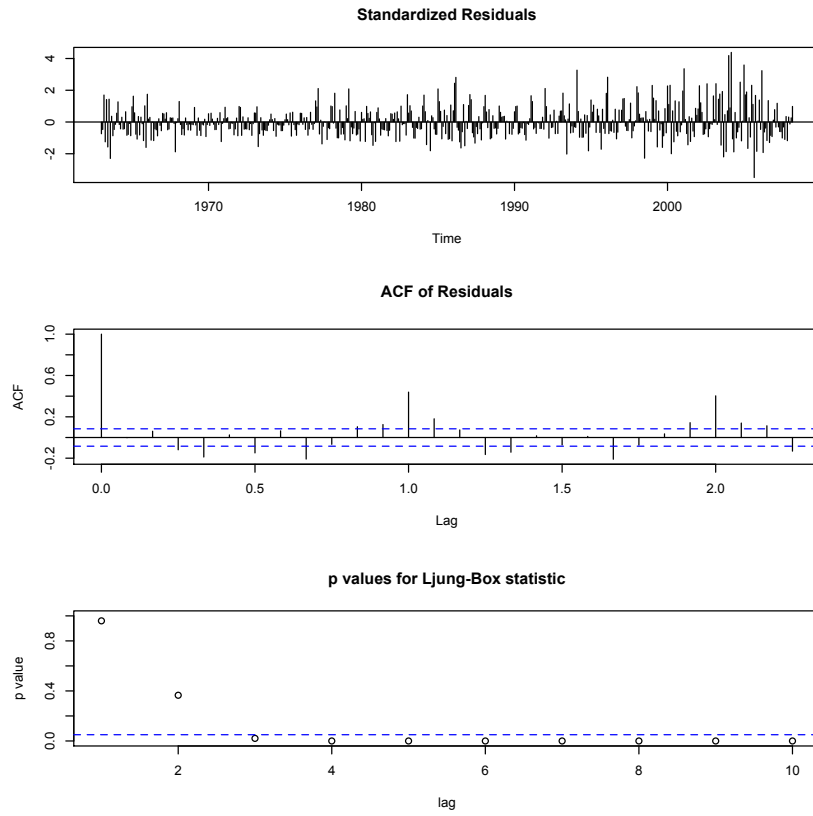 Standardized Residuals
4
2
0
-2
1970 1980 1990 2000
Time
ACF of Residuals
1.0
0.2
-0.2
ACF
0.0 0.5 1.0 1.5 2.0
Lag
p values for Ljung-Box statistic
0.8
0.4
0.0
p value
2 4 6 8 10
lag